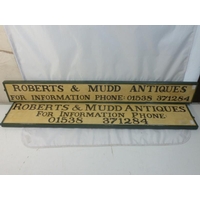 ROBERTS & MUDD ANTIQUES
FOR INFORMATION PHONE: 01538 371284
ROBERTS & MUDD ANTIQUES
FOR INFORMATION PHONE
01538 371284